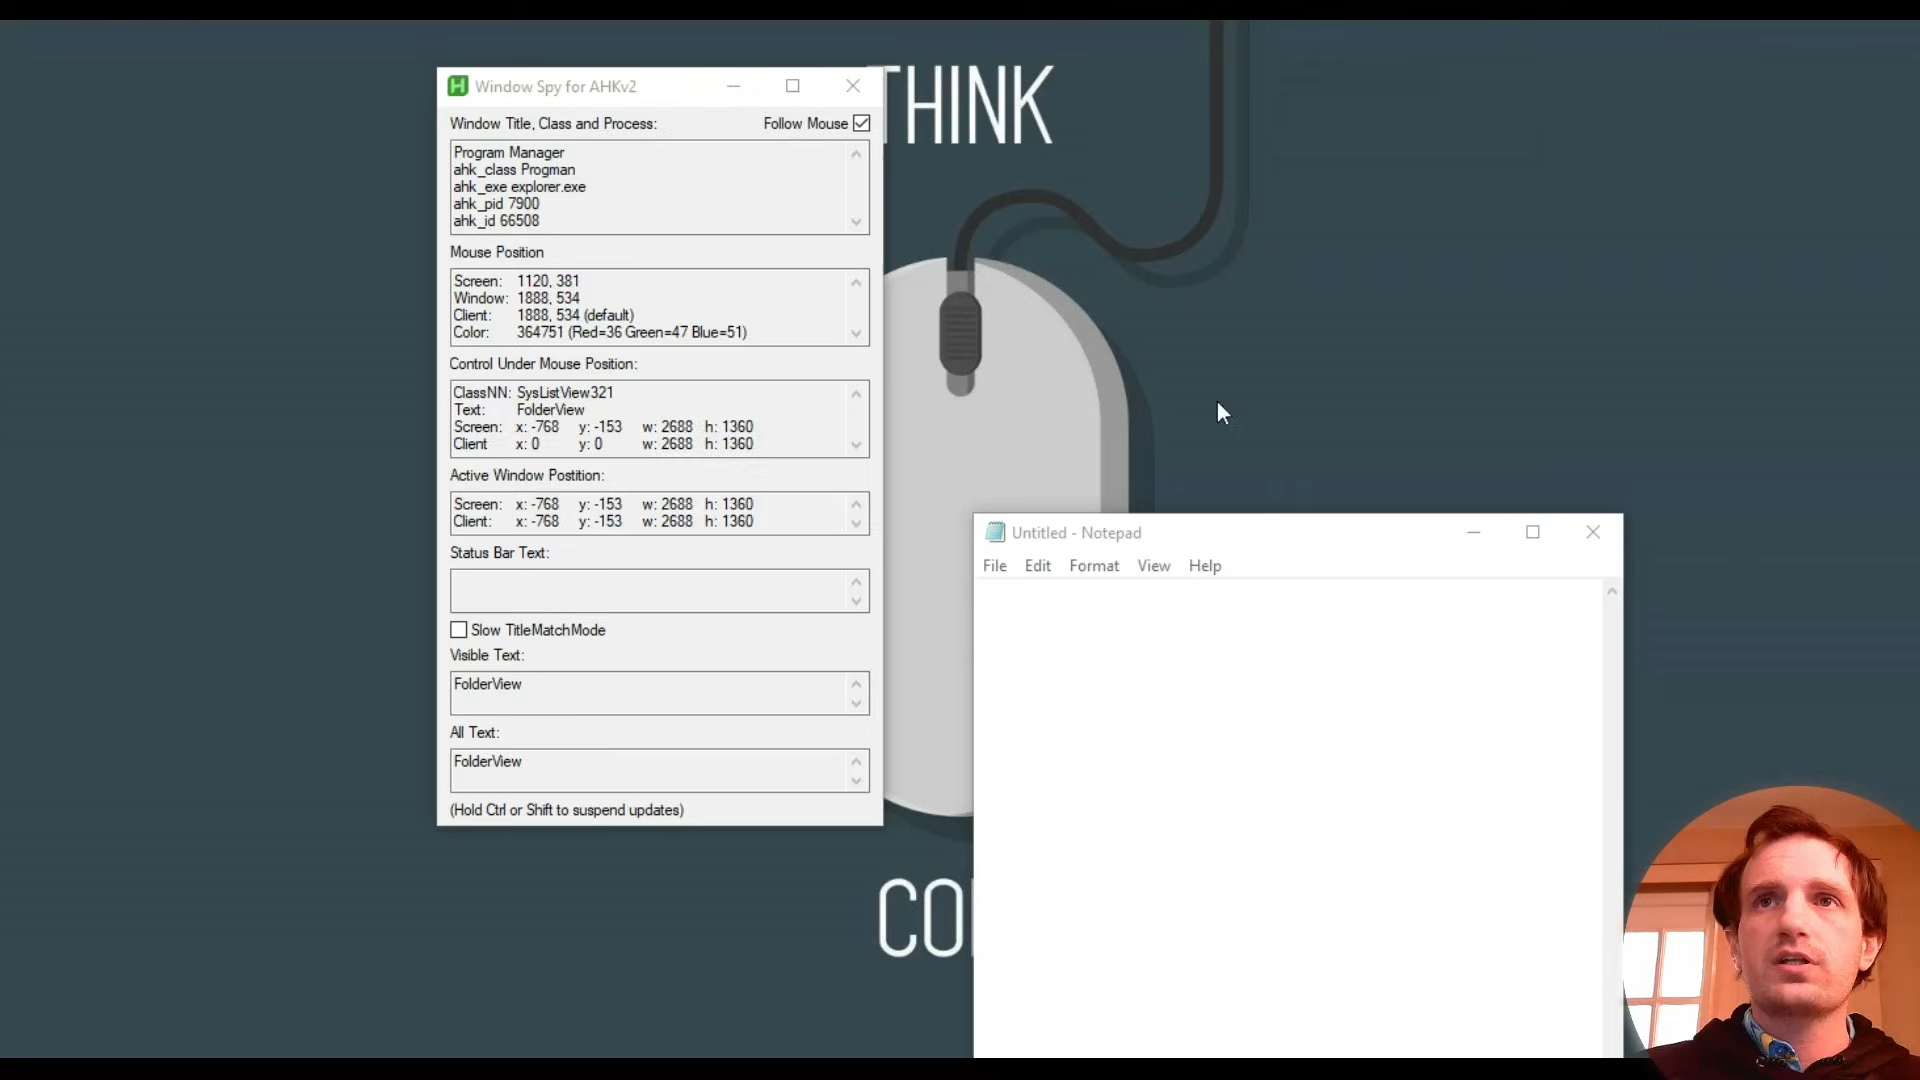 THINK
Window Spy for AHKv2
Window Title, Class and Process:
Follow Mouse
Program Manager
ahk_class Progman
ahk_exe explorer.exe
ahk_pid 7900
ahk_id 66508
Mouse Position
Screen: 1120, 381
Window: 1888, 534
Client: 1888, 534 (default)
Color: 364751 (Red=36 Green=47 Blue=51)
Control Under Mouse Position:
ClassNN: SysListView321
Text: FolderView
Screen: x: -768 y: -153 w: 2688 h: 1360
Client x: 0 y: 0 w: 2688 h: 1360
Active Window Postition:
Screen: x: -768 y: -153 w: 2688 h: 1360
Client: x: -768 y: -153 w: 2688 h: 1360
Status Bar Text:
Slow TitleMatchMode
Visible Text:
FolderView
All Text:
FolderView
(Hold Ctrl or Shift to suspend updates)
Untitled - Notepad
File Edit Format View Help
CO